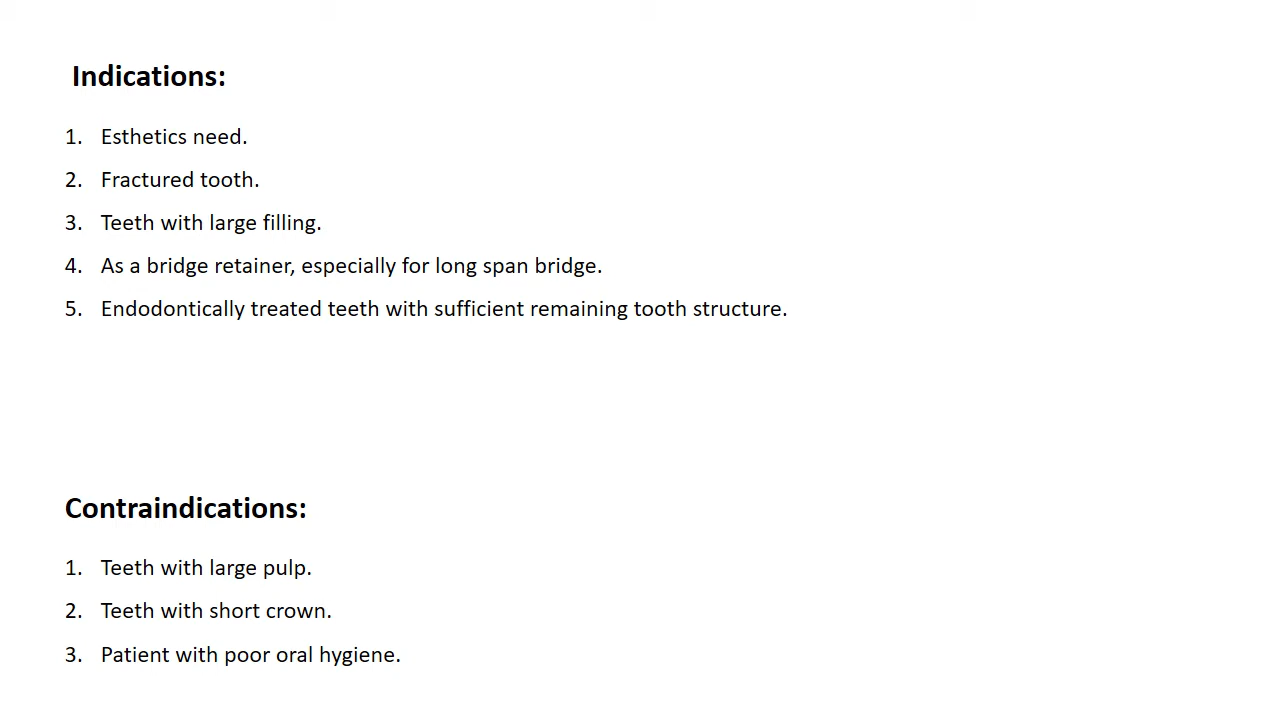 Indications:
1. Esthetics need.
2. Fractured tooth.
3. Teeth with large filling.
4. As a bridge retainer, especially for long span bridge.
5. Endodontically treated teeth with sufficient remaining tooth structure.
Contraindications:
1. Teeth with large pulp.
2. Teeth with short crown.
3. Patient with poor oral hygiene.